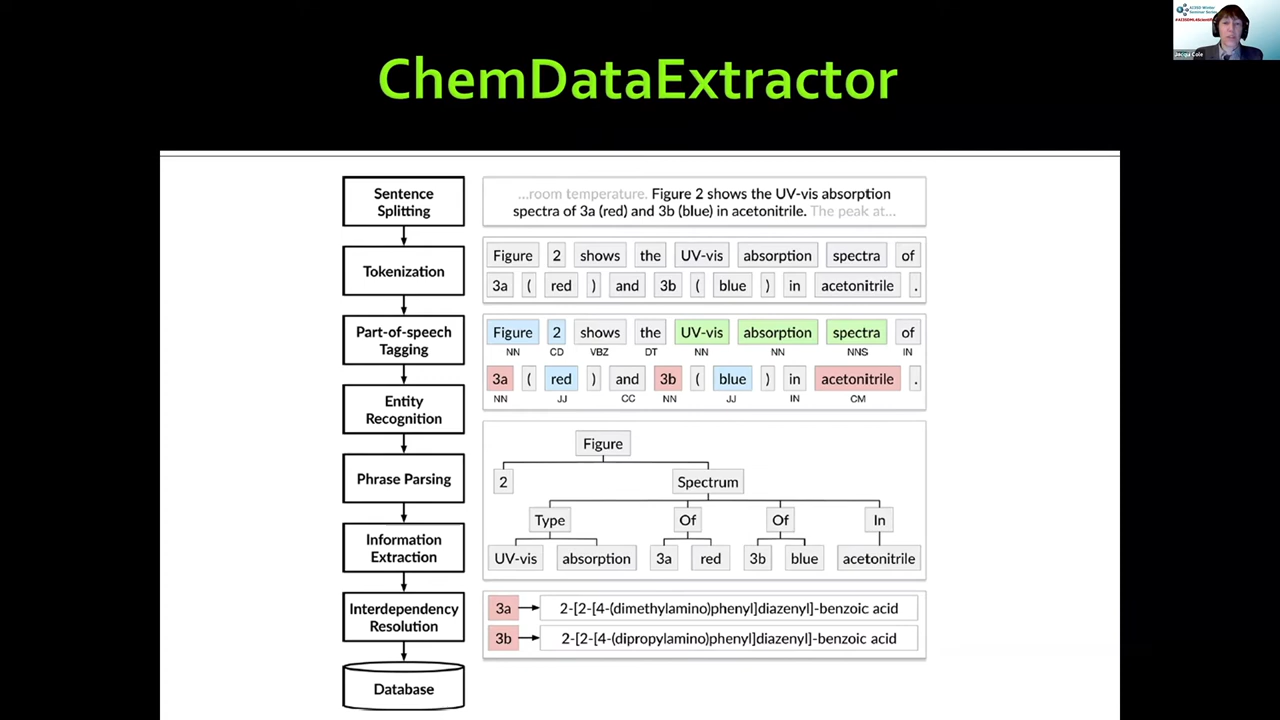 ChemDataExtractor
Sentence
Splitting
...room temperature. Figure 2 shows the UV-vis absorption
spectra of 3a (red) and 3b (blue) in acetonitrile. The peak at...
Tokenization
Figure 2 shows the UV-vis absorption spectra of
3a ( red ) and 3b ( blue ) in acetonitrile .
Part-of-speech
Tagging
Figure 2 shows the UV-vis absorption spectra of
NN CD VBZ DT NN NN NNS IN
3a ( red ) and 3b ( blue ) in acetonitrile .
NN JJ CC NN JJ IN CM
Entity
Recognition
Phrase Parsing
Information
Extraction
Figure
2 Spectrum
Type Of Of In
UV-vis absorption 3a red 3b blue acetonitrile
Interdependency
Resolution
3a 2-[2-[4-(dimethylamino)phenyl]diazenyl]-benzoic acid
3b 2-[2-[4-(dipropylamino)phenyl]diazenyl]-benzoic acid
Database
Jacqui Cole